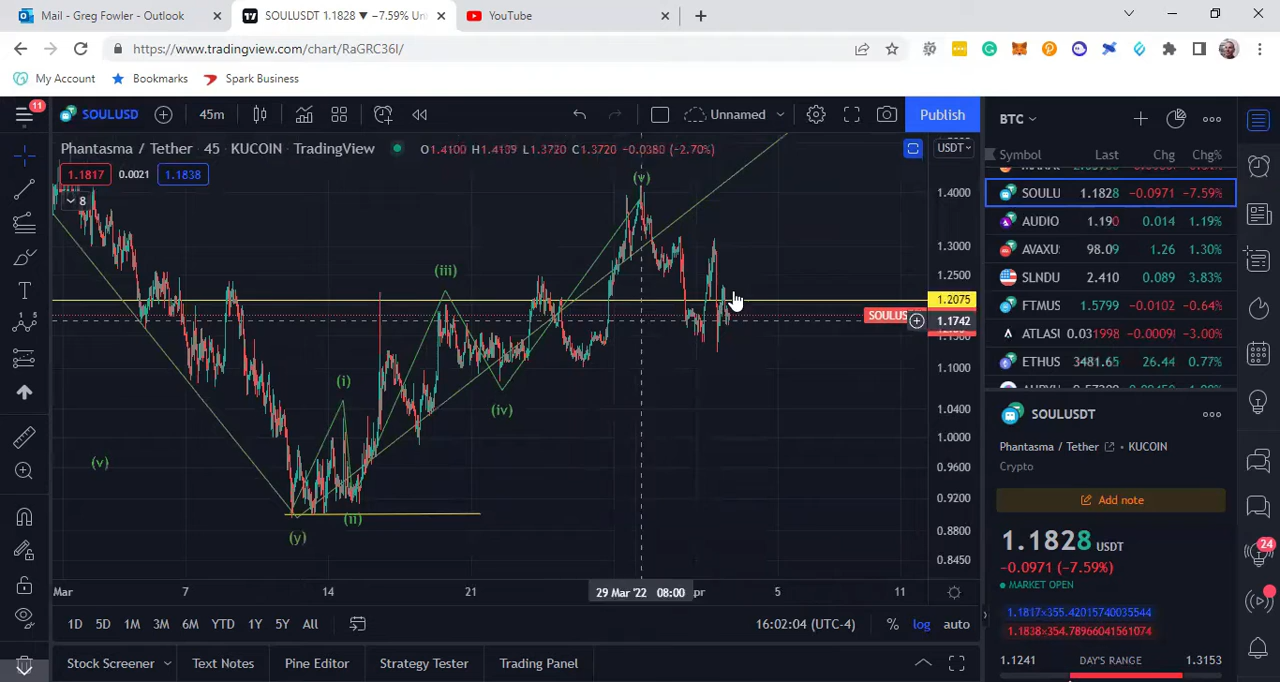 Mail - Greg Fowler - Outlook
SOULUSDT 1.1828 ▼ −7.59% Un
YouTube
https://www.tradingview.com/chart/RaGRC36l/
My Account
Bookmarks
Spark Business
11
SOULUSD
45m
Unnamed
Publish
BTC
Phantasma / Tether · 45 · KUCOIN · TradingView
O1.4100 H1.4109 L1.3720 C1.3720 −0.0380 (−2.70%)
USDT
1.1817
0.0021
1.1838
8
Symbol
Last
Chg
Chg%
SOULU 1.1828 −0.0971 −7.59%
AUDIO 1.190 0.014 1.19%
AVAXU 98.09 1.26 1.30%
SLNDU 2.410 0.089 3.83%
FTMUS 1.5799 −0.0102 −0.64%
ATLAS 0.031998 −0.0009 −3.00%
ETHUS 3481.65 26.44 0.77%
(v)
(iii)
(i)
(iv)
(v)
(ii)
(y)
1.4000
1.3000
1.2500
1.2075
SOULUS
1.1742
1.1000
1.0400
1.0000
0.9600
0.9200
0.8800
0.8450
SOULUSDT
Phantasma / Tether · KUCOIN
Crypto
Add note
1.1828 USDT
−0.0971 (−7.59%)
MARKET OPEN
1.1817×355.42015740035544
1.1838×354.78966041561074
1.1241 DAY'S RANGE 1.3153
24
Mar
7
14
21
29 Mar '22 08:00
pr
5
11
1D 5D 1M 3M 6M YTD 1Y 5Y All
16:02:04 (UTC-4)
%
log
auto
Stock Screener
Text Notes
Pine Editor
Strategy Tester
Trading Panel